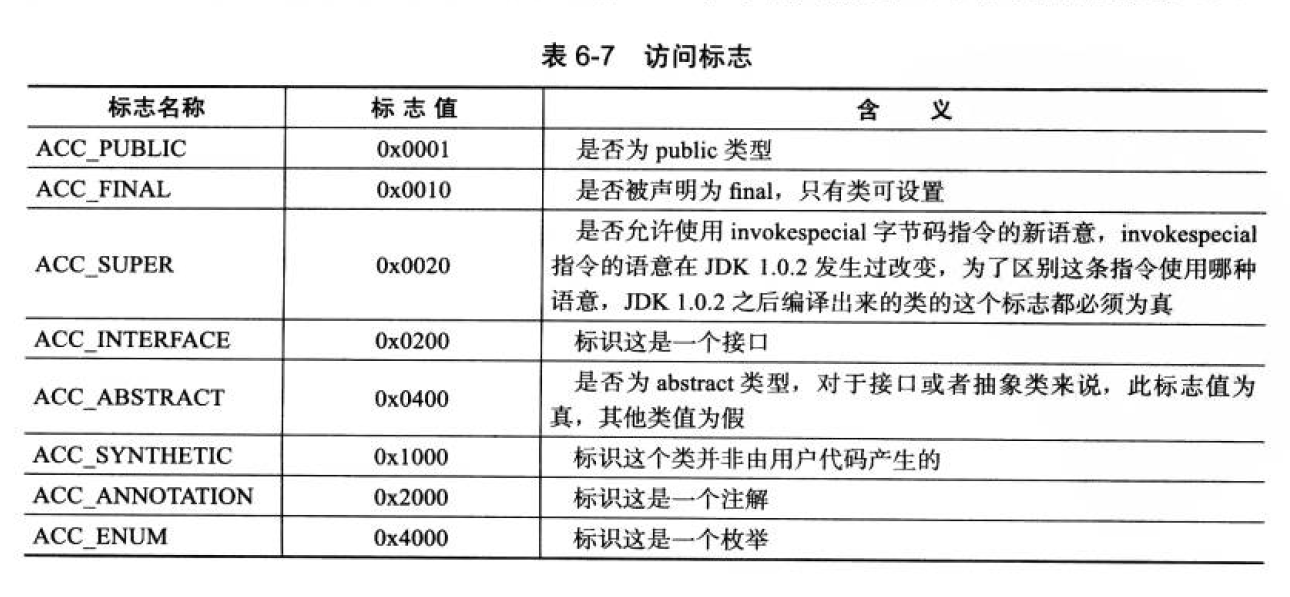 表 6-7 访问标志
标志名称 标 志 值 含 义
ACC_PUBLIC 0x0001 是否为 public 类型
ACC_FINAL 0x0010 是否被声明为 final，只有类可设置
是否允许使用 invokespecial 字节码指令的新语意，invokespecial
ACC_SUPER 0x0020 指令的语意在 JDK 1.0.2 发生过改变，为了区别这条指令使用哪种
语意，JDK 1.0.2 之后编译出来的类的这个标志都必须为真
ACC_INTERFACE 0x0200 标识这是一个接口
ACC_ABSTRACT 0x0400 是否为 abstract 类型，对于接口或者抽象类来说，此标志值为
真，其他类值为假
ACC_SYNTHETIC 0x1000 标识这个类并非由用户代码产生的
ACC_ANNOTATION 0x2000 标识这是一个注解
ACC_ENUM 0x4000 标识这是一个枚举